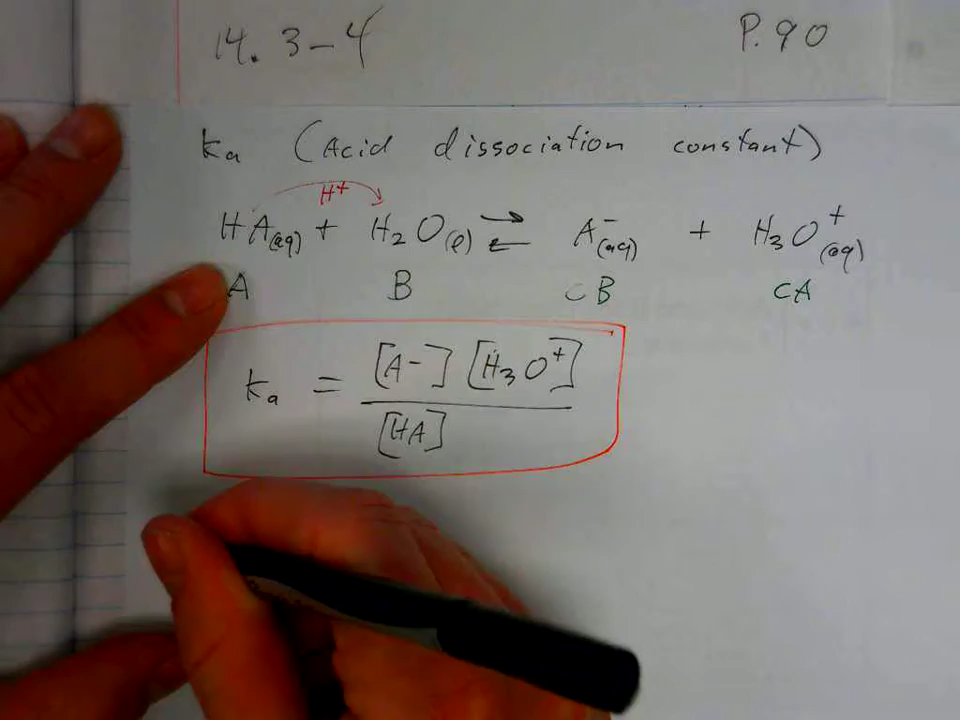 14. 3-4 P.90
ka (Acid dissociation constant)
H+
HA(aq) + H2O(l) ⇌ A-(aq) + H3O+(aq)
A B CB CA
ka = [A-] [H3O+]
[HA]